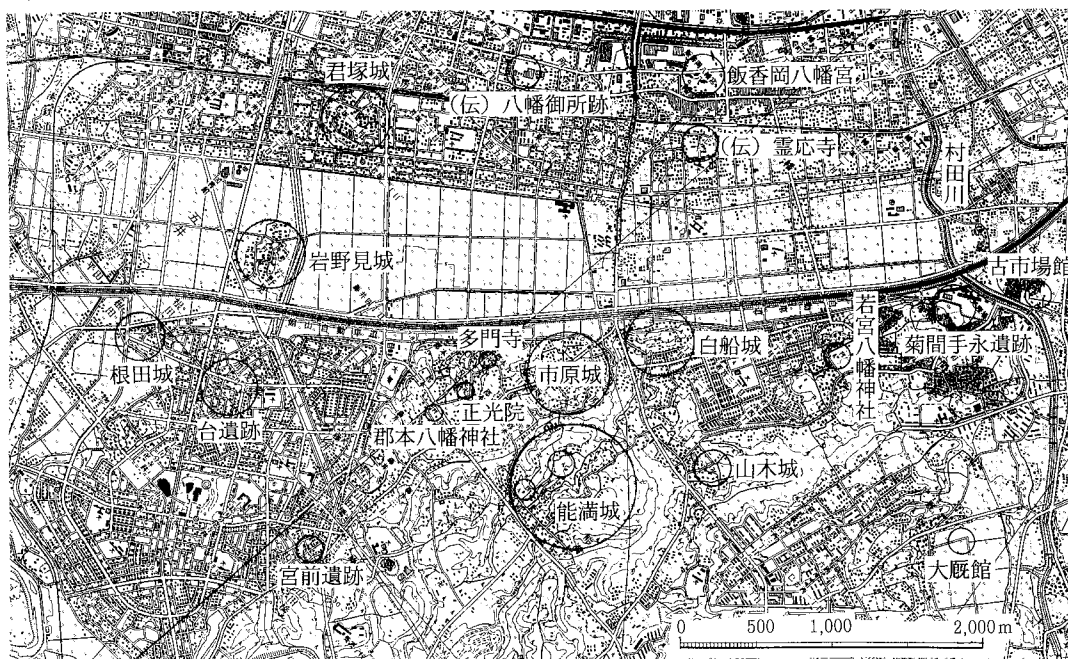 君塚城
(伝)八幡御所跡
飯香岡八幡宮
(伝)霊応寺
村田川
岩野見城
古市場館
多門寺
白船城
若宮八幡神社
菊間手永遺跡
根田城
市原城
台遺跡
正光院
郡本八幡神社
山木城
能満城
宮前遺跡
大厩館
0 500 1,000 2,000m